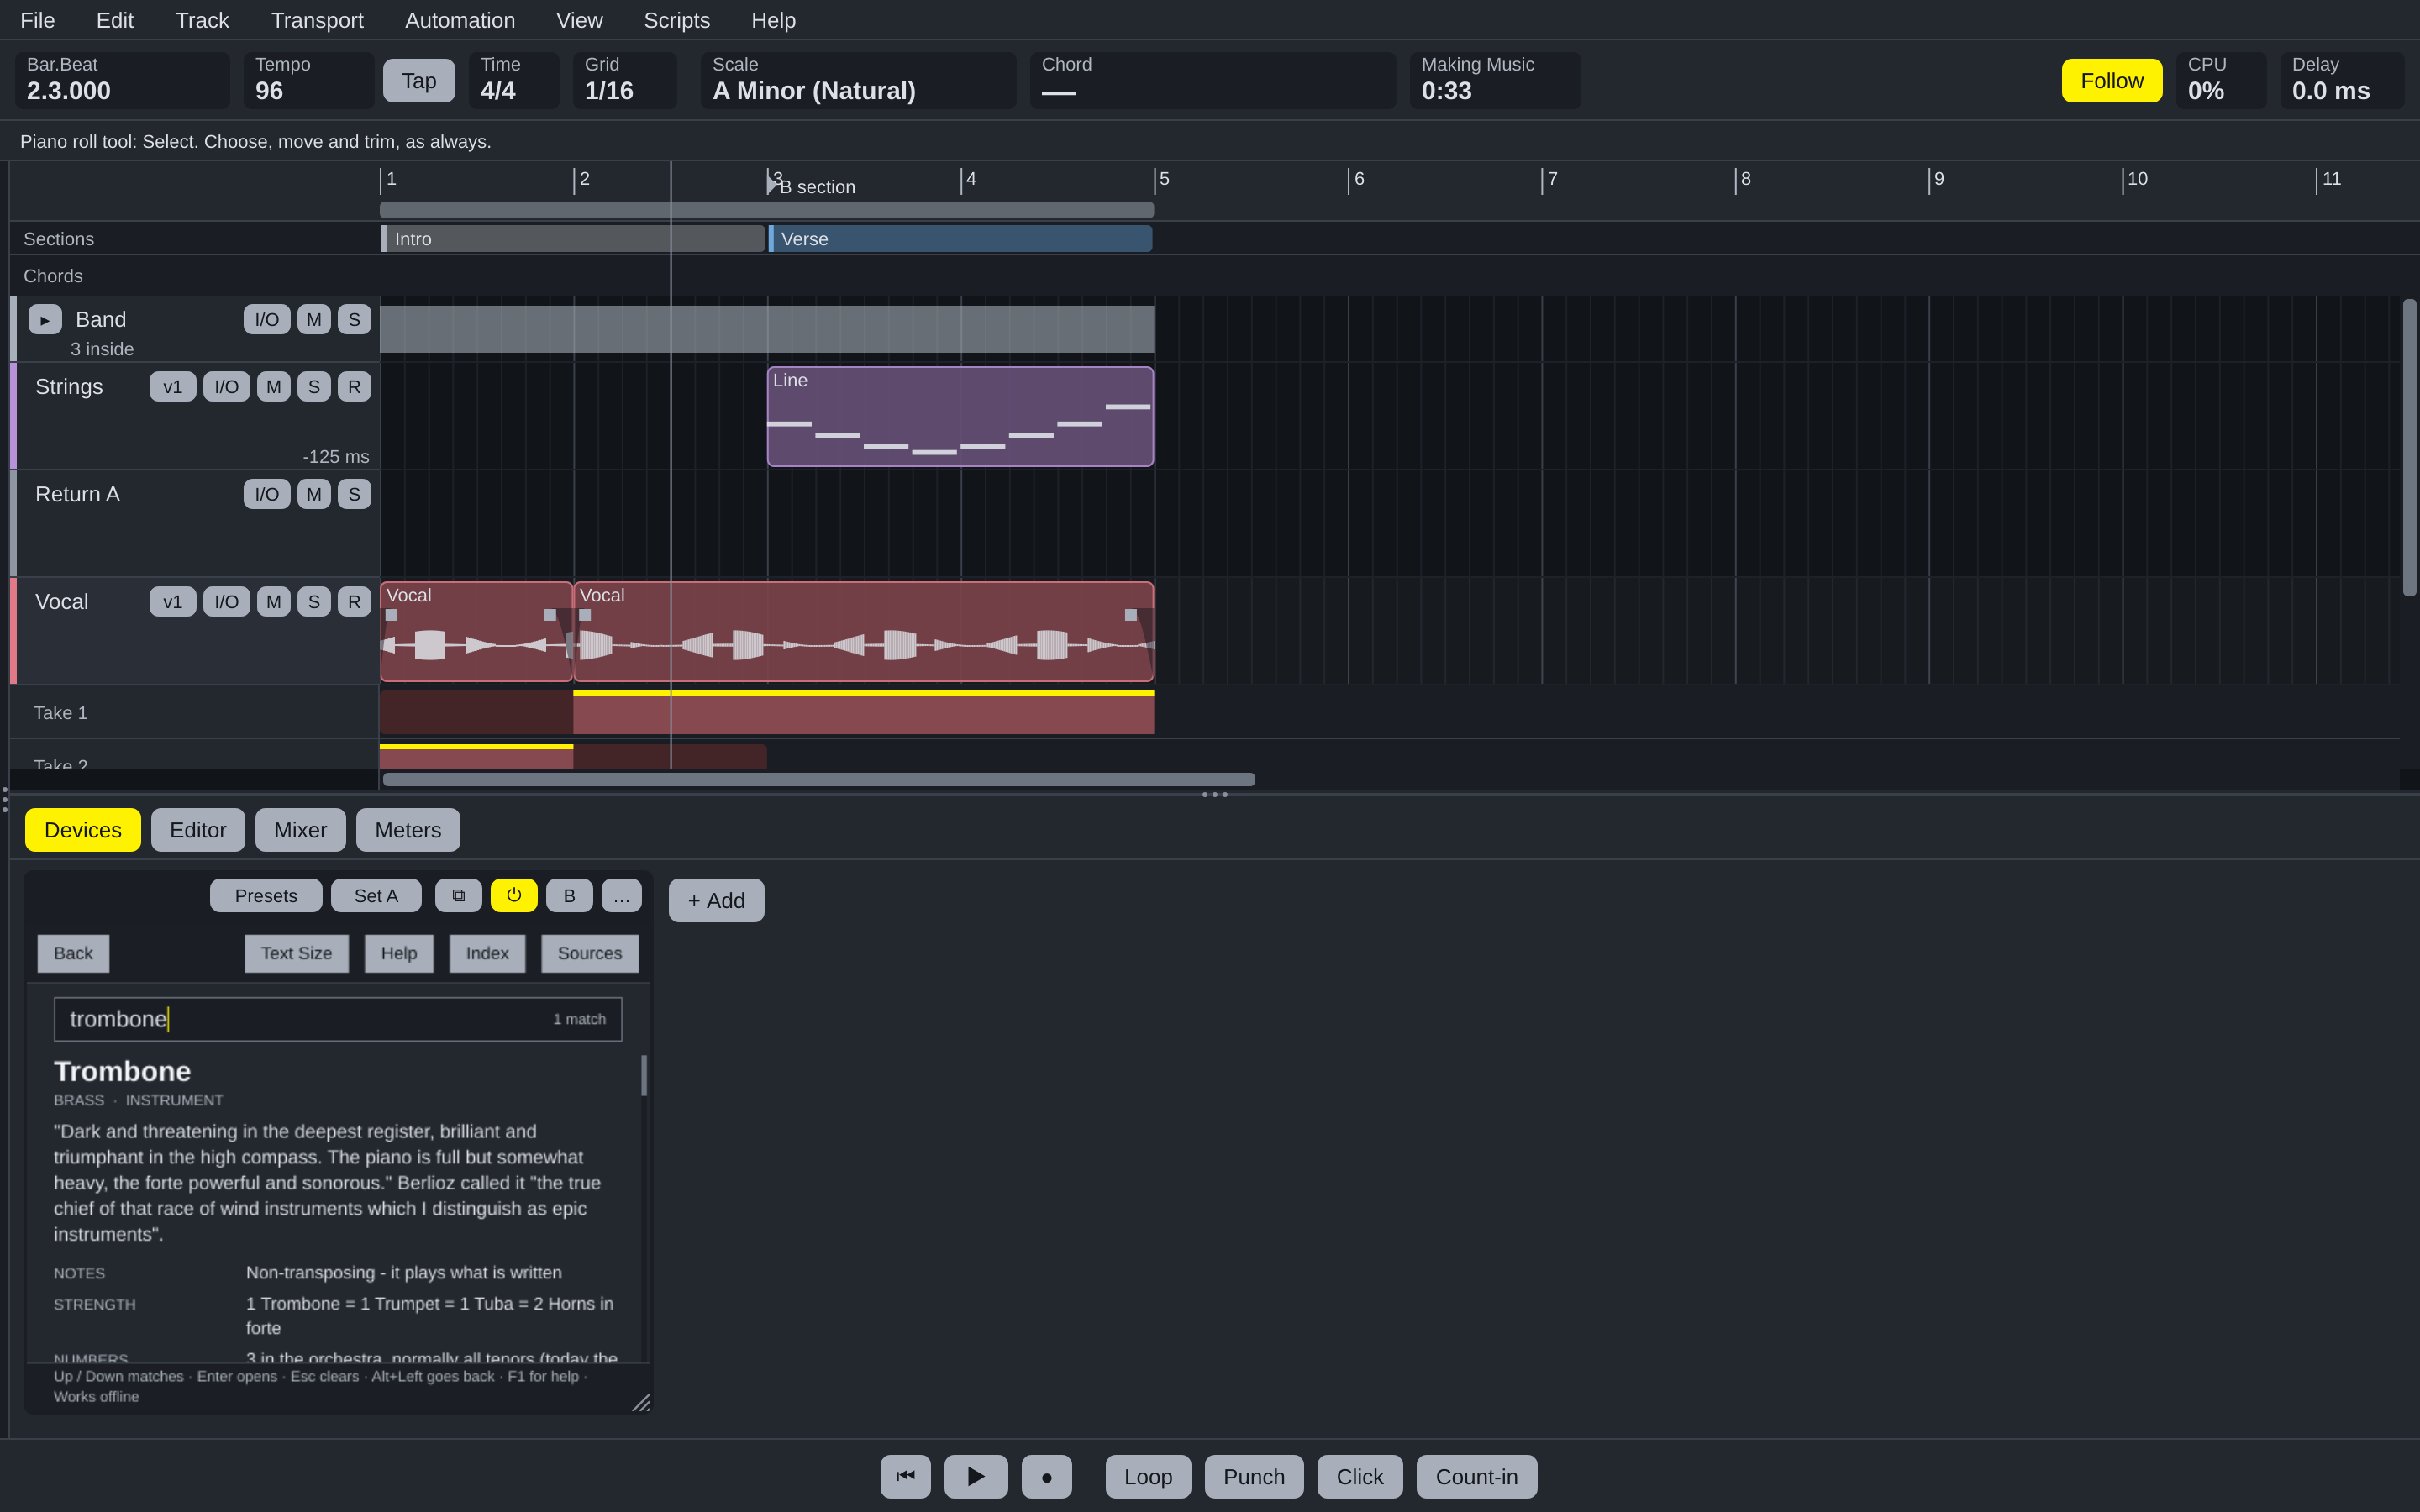 File Edit Track Transport Automation View Scripts Help
Bar.Beat Tempo Time Grid Scale Chord Making Music CPU Delay
2.3.000 96 Tap 4/4 1/16 A Minor (Natural) — 0:33 Follow 0% 0.0 ms
Piano roll tool: Select. Choose, move and trim, as always.
1 2 3 4 5 6 7 8 9 10 11
B section
Sections Intro Verse
Chords
Band I/O M S
3 inside
Strings v1 I/O M S R Line
-125 ms
Return A I/O M S
Vocal v1 I/O M S R Vocal Vocal
Take 1
Take 2
Devices Editor Mixer Meters
Presets Set A B … + Add
Back Text Size Help Index Sources
trombone 1 match
Trombone
BRASS · INSTRUMENT
"Dark and threatening in the deepest register, brilliant and
triumphant in the high compass. The piano is full but somewhat
heavy, the forte powerful and sonorous." Berlioz called it "the true
chief of that race of wind instruments which I distinguish as epic
instruments".
NOTES Non-transposing - it plays what is written
STRENGTH 1 Trombone = 1 Trumpet = 1 Tuba = 2 Horns in
forte
NUMBERS 3 in the orchestra, normally all tenors (today the
Up / Down matches · Enter opens · Esc clears · Alt+Left goes back · F1 for help ·
Works offline
Loop Punch Click Count-in